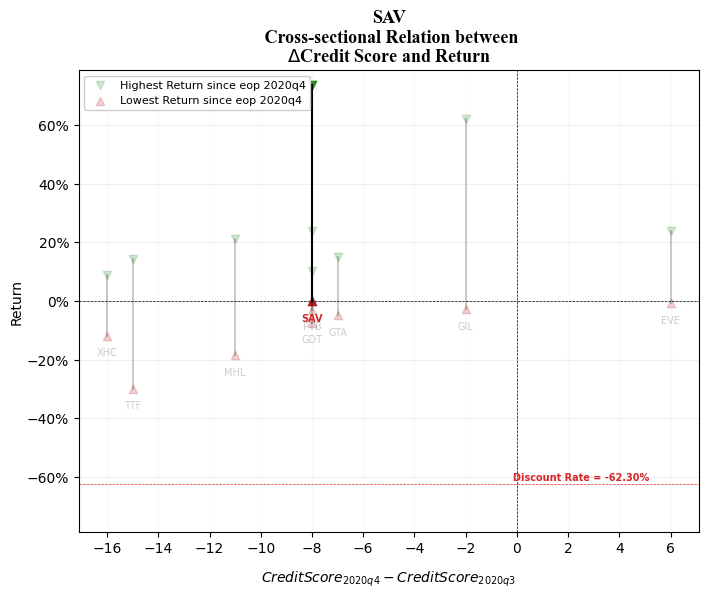 SAV
Cross-sectional Relation between
ΔCredit Score and Return
Highest Return since eop 2020q4
Lowest Return since eop 2020q4
60%
40%
20%
0%
−20%
−40%
−60%
Return
XHC
TTF
MHL
SAV
GDT
GTA
GIL
EVE
Discount Rate = -62.30%
−16 −14 −12 −10 −8 −6 −4 −2 0 2 4 6
CreditScore2020q4 − CreditScore2020q3